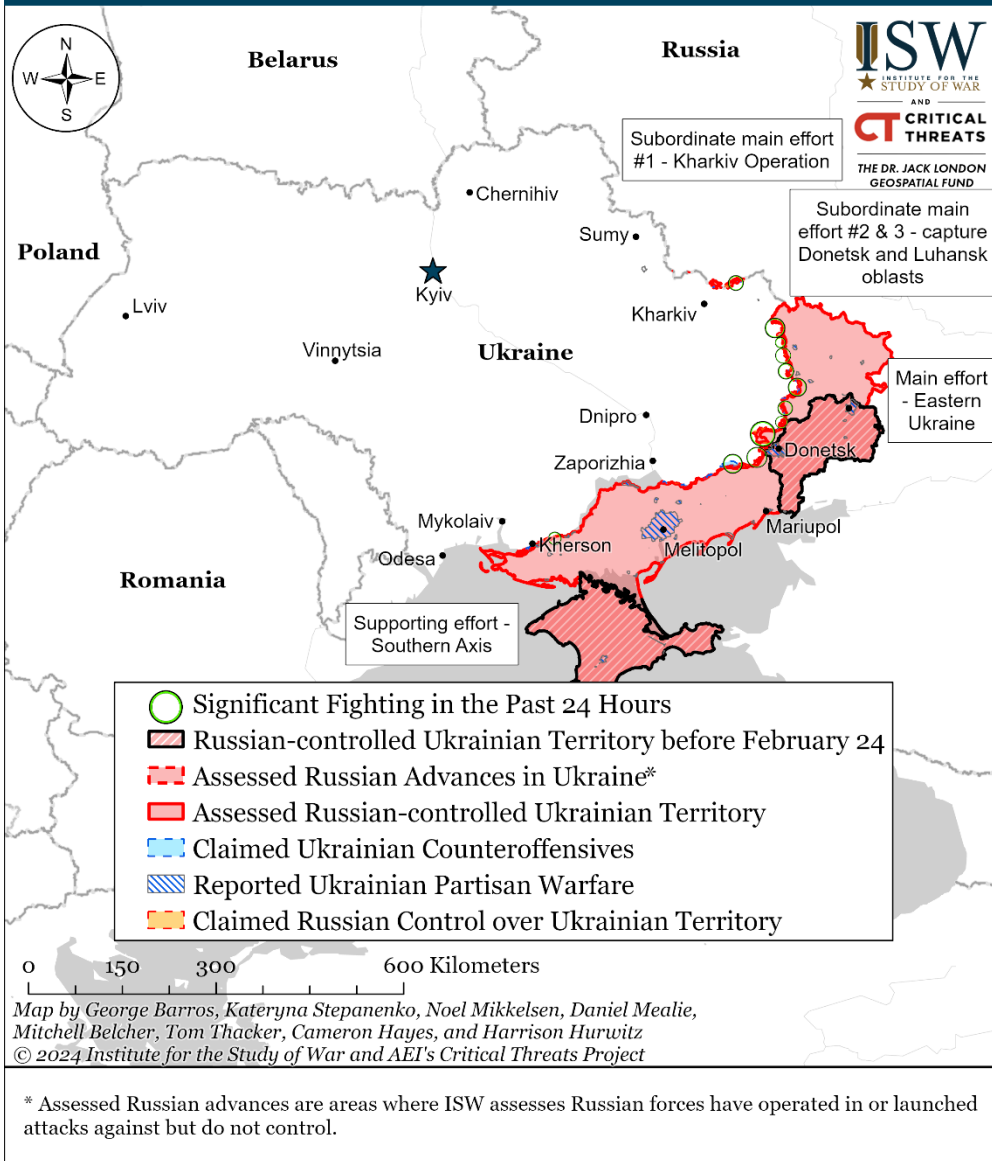 N
W
E
S
Belarus
Russia
ISW
INSTITUTE FOR THE
STUDY OF WAR
AND
CT CRITICAL
THREATS
THE DR. JACK LONDON
GEOSPATIAL FUND
Subordinate main effort
#1 - Kharkiv Operation
Subordinate main
effort #2 & 3 - capture
Donetsk and Luhansk
oblasts
Chernihiv
Sumy
Poland
Kyiv
Lviv
Kharkiv
Vinnytsia
Ukraine
Main effort
- Eastern
Ukraine
Dnipro
Donetsk
Zaporizhia
Mykolaiv
Mariupol
Kherson
Melitopol
Odesa
Romania
Supporting effort -
Southern Axis
Significant Fighting in the Past 24 Hours
Russian-controlled Ukrainian Territory before February 24
Assessed Russian Advances in Ukraine*
Assessed Russian-controlled Ukrainian Territory
Claimed Ukrainian Counteroffensives
Reported Ukrainian Partisan Warfare
Claimed Russian Control over Ukrainian Territory
0 150 300 600 Kilometers
Map by George Barros, Kateryna Stepanenko, Noel Mikkelsen, Daniel Mealie,
Mitchell Belcher, Tom Thacker, Cameron Hayes, and Harrison Hurwitz
© 2024 Institute for the Study of War and AEI's Critical Threats Project
* Assessed Russian advances are areas where ISW assesses Russian forces have operated in or launched
attacks against but do not control.